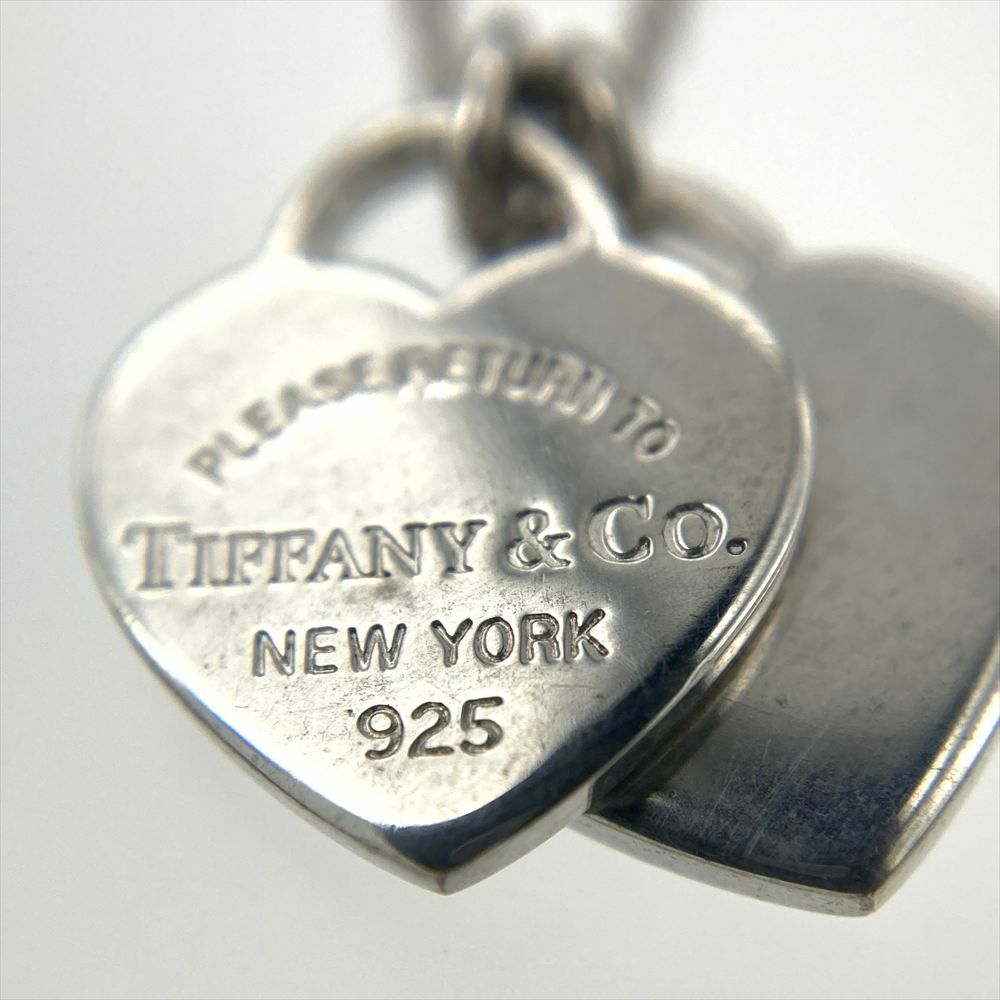 PLEASE RETURN TO
TIFFANY & CO.
NEW YORK
925